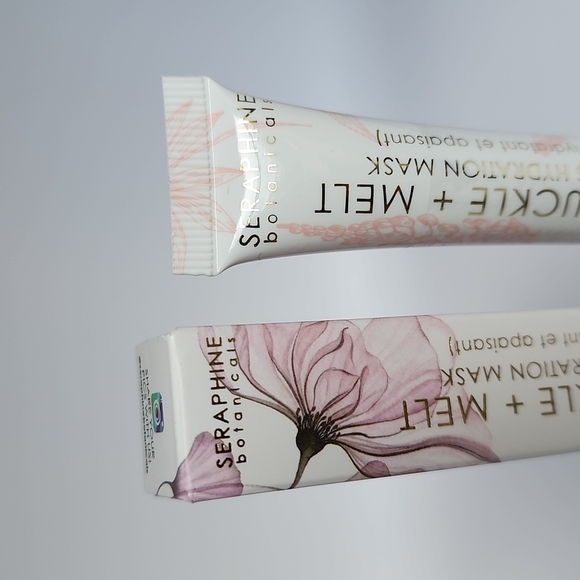 SERAPHINE
botanicals
UCKLE + MELT
HYDRATION MASK
hydratant et apaisant)
SERAPHINE
botanicals
LE + MELT
RATION MASK
nt et apaisant)